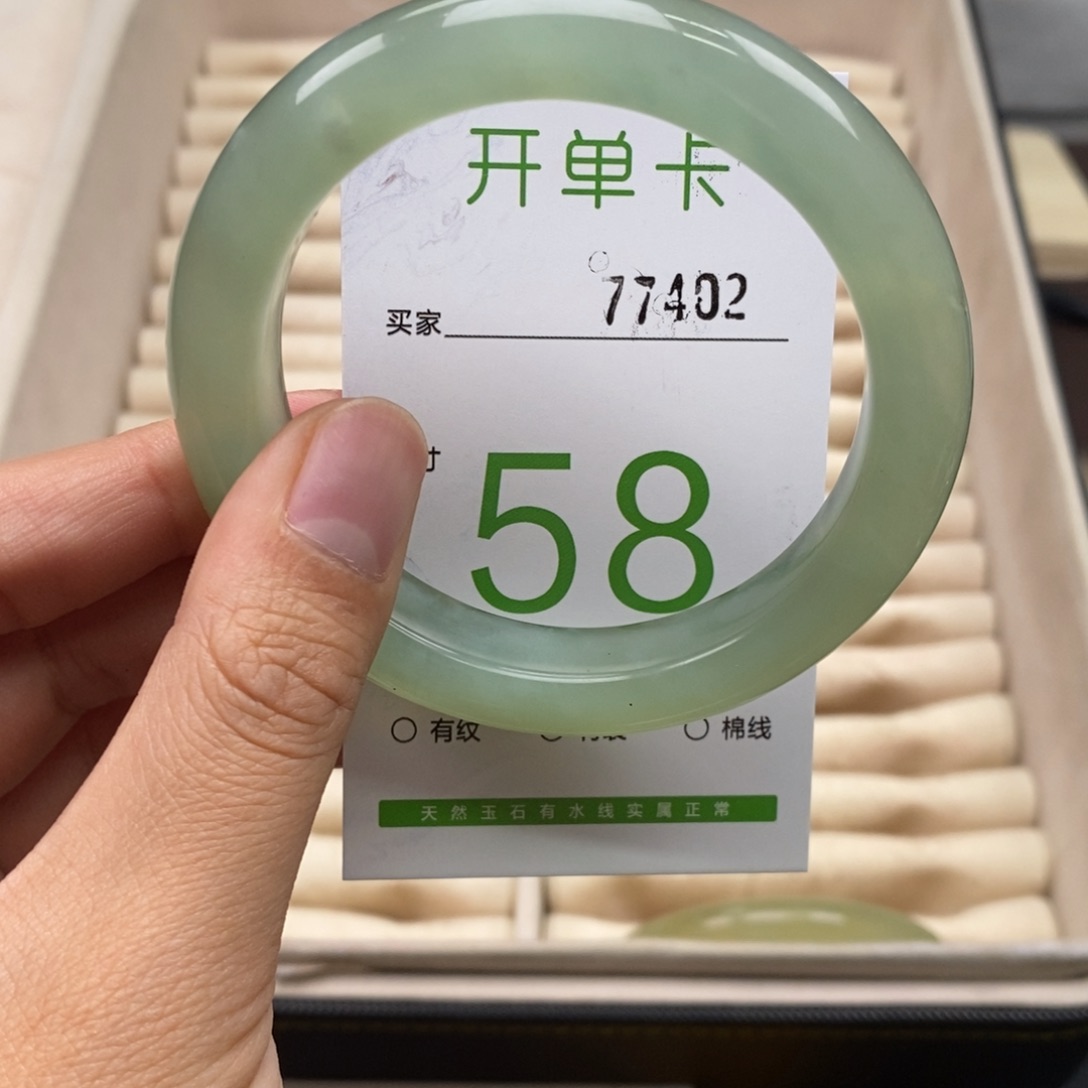 开单卡
77402
买家
寸 58
有纹 棉线
天然玉石有水线实属正常